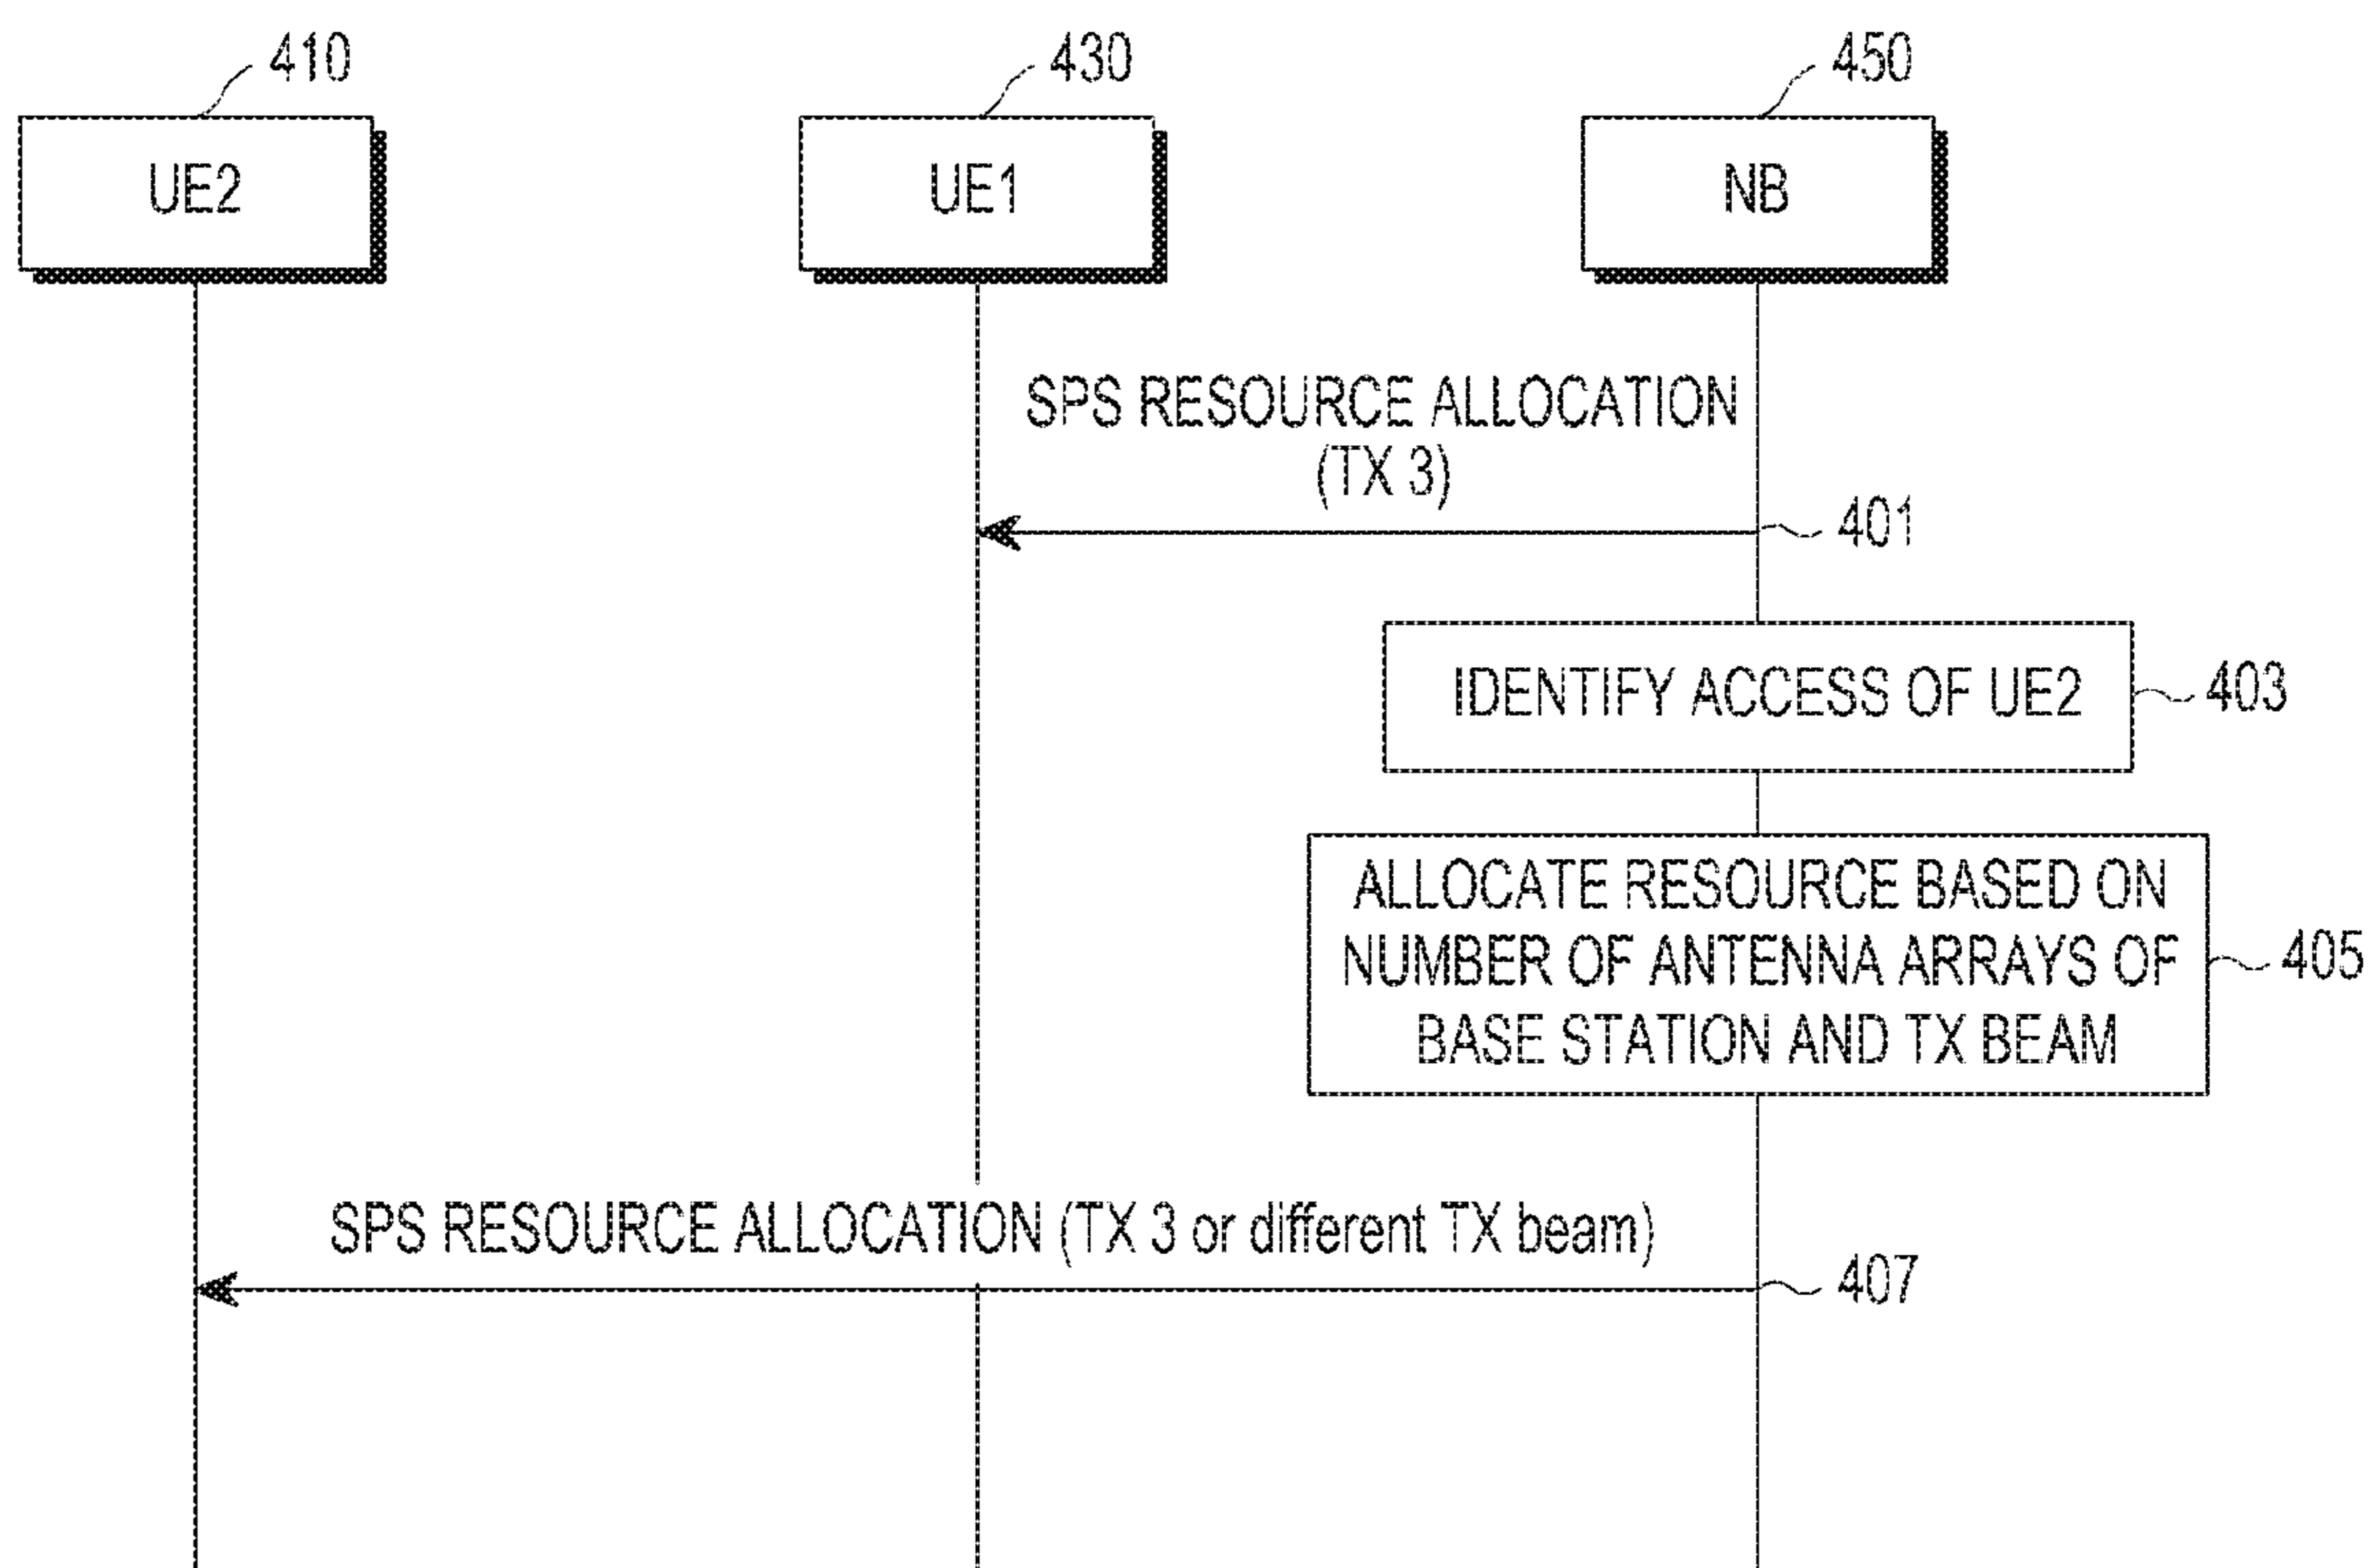 410
430
450
UE2
UE1
NB
SPS RESOURCE ALLOCATION
(TX 3)
401
IDENTIFY ACCESS OF UE2
403
ALLOCATE RESOURCE BASED ON
NUMBER OF ANTENNA ARRAYS OF
BASE STATION AND TX BEAM
405
SPS RESOURCE ALLOCATION (TX 3 or different TX beam)
407